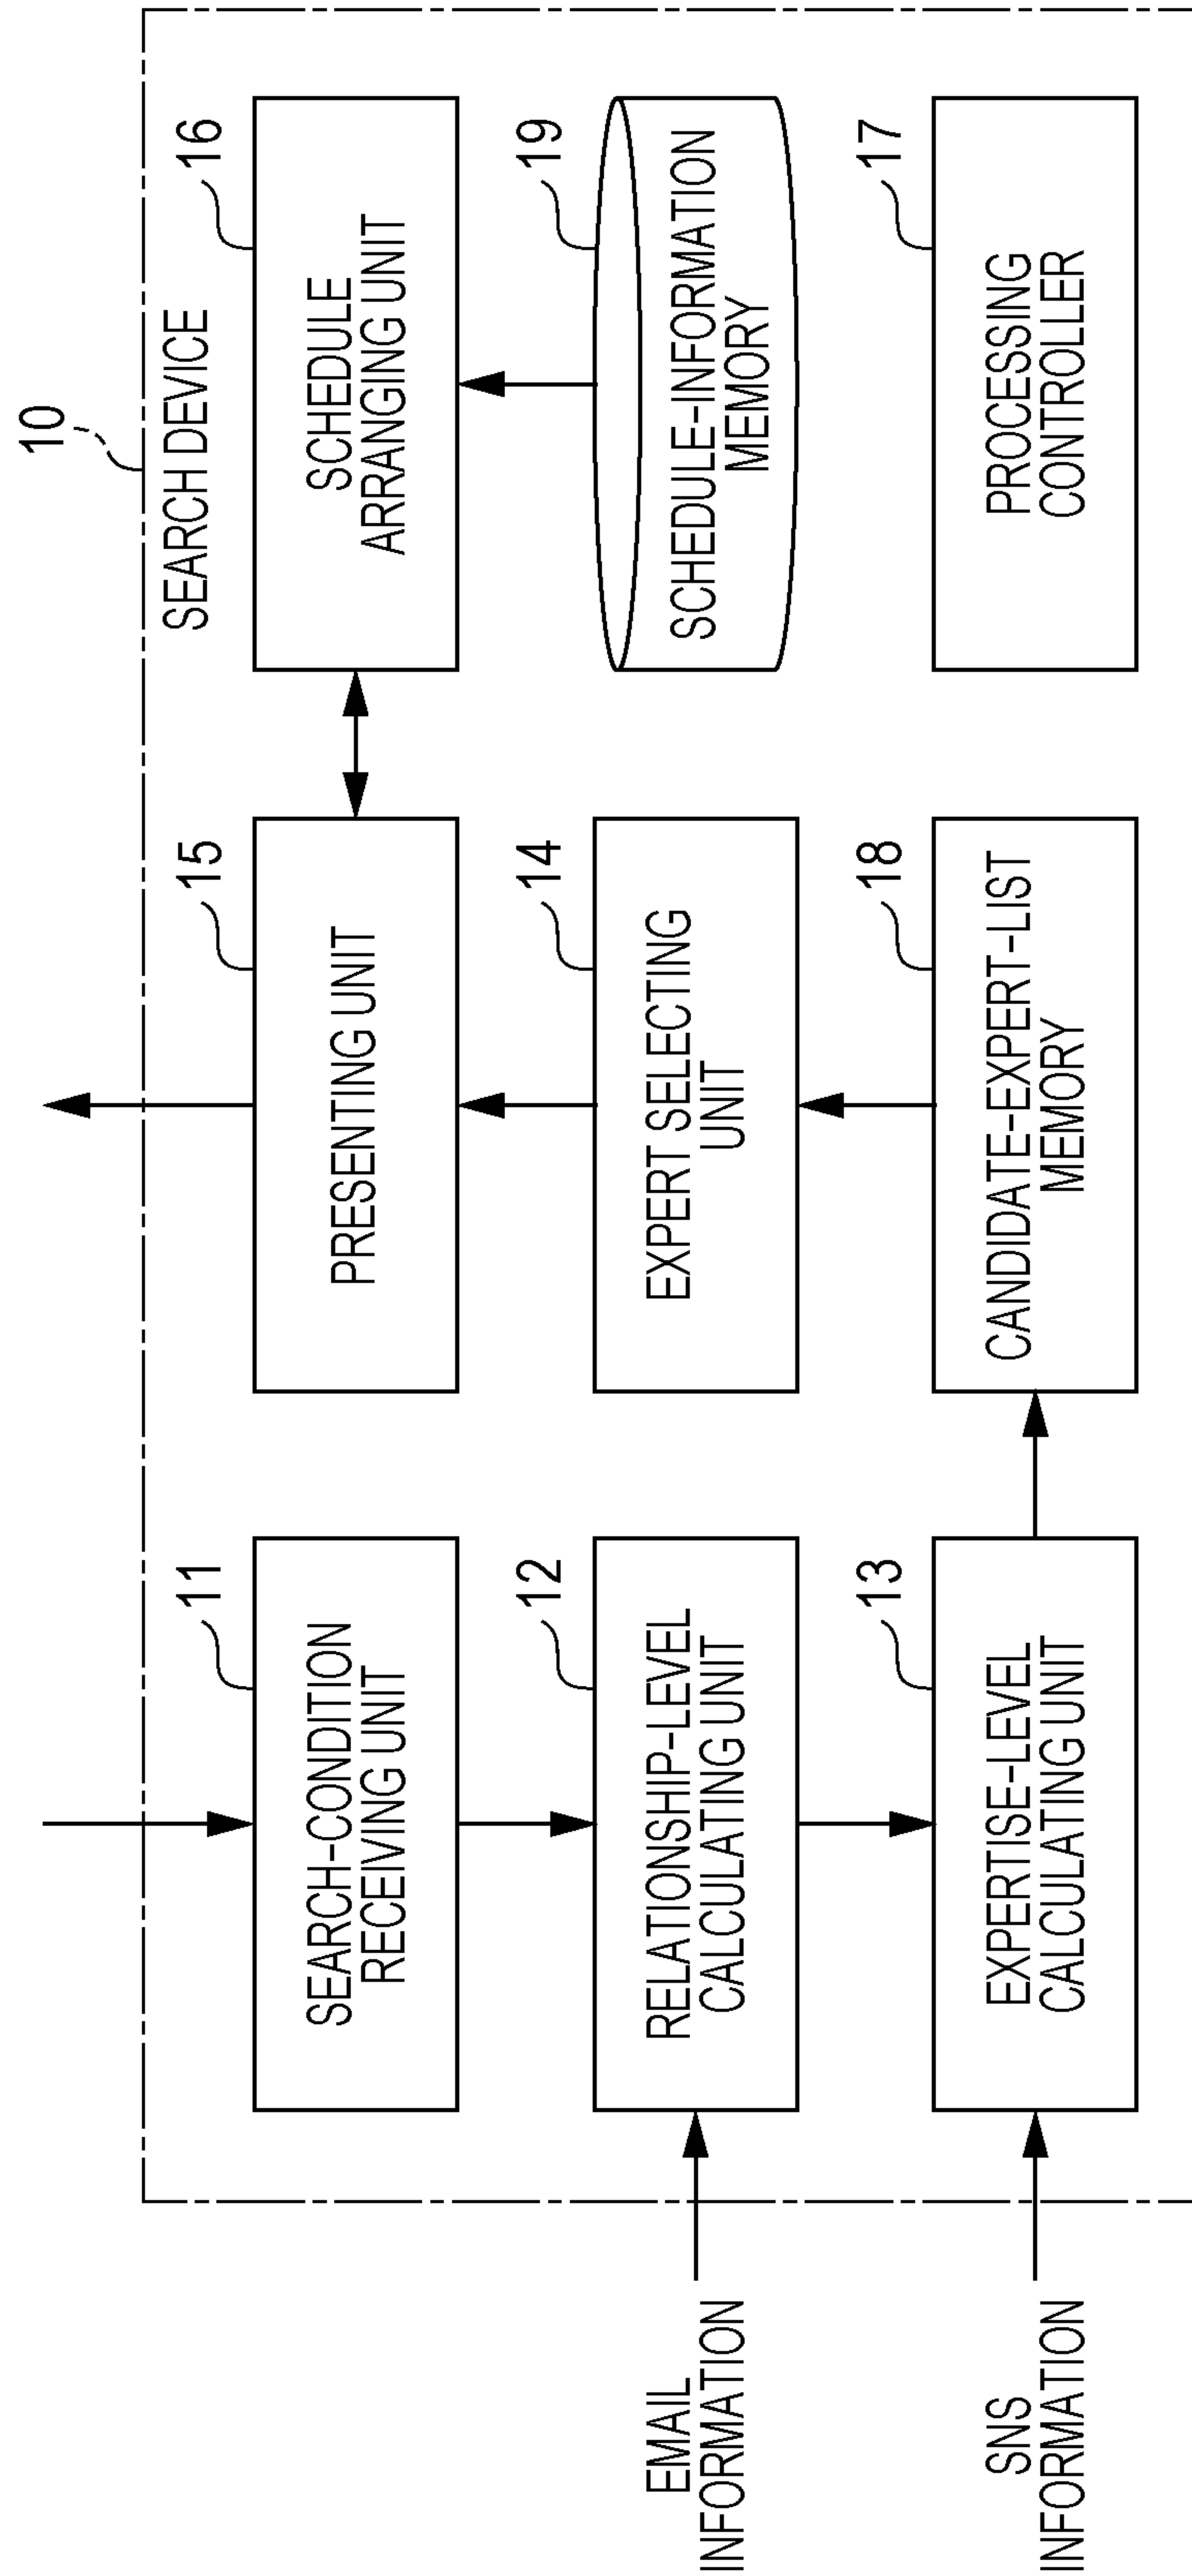 10
SEARCH DEVICE
11
SEARCH-CONDITION
RECEIVING UNIT
15
PRESENTING UNIT
16
SCHEDULE
ARRANGING UNIT
EMAIL
INFORMATION
12
RELATIONSHIP-LEVEL
CALCULATING UNIT
14
EXPERT SELECTING
UNIT
19
SCHEDULE-INFORMATION
MEMORY
SNS
INFORMATION
13
EXPERTISE-LEVEL
CALCULATING UNIT
18
CANDIDATE-EXPERT-LIST
MEMORY
17
PROCESSING
CONTROLLER